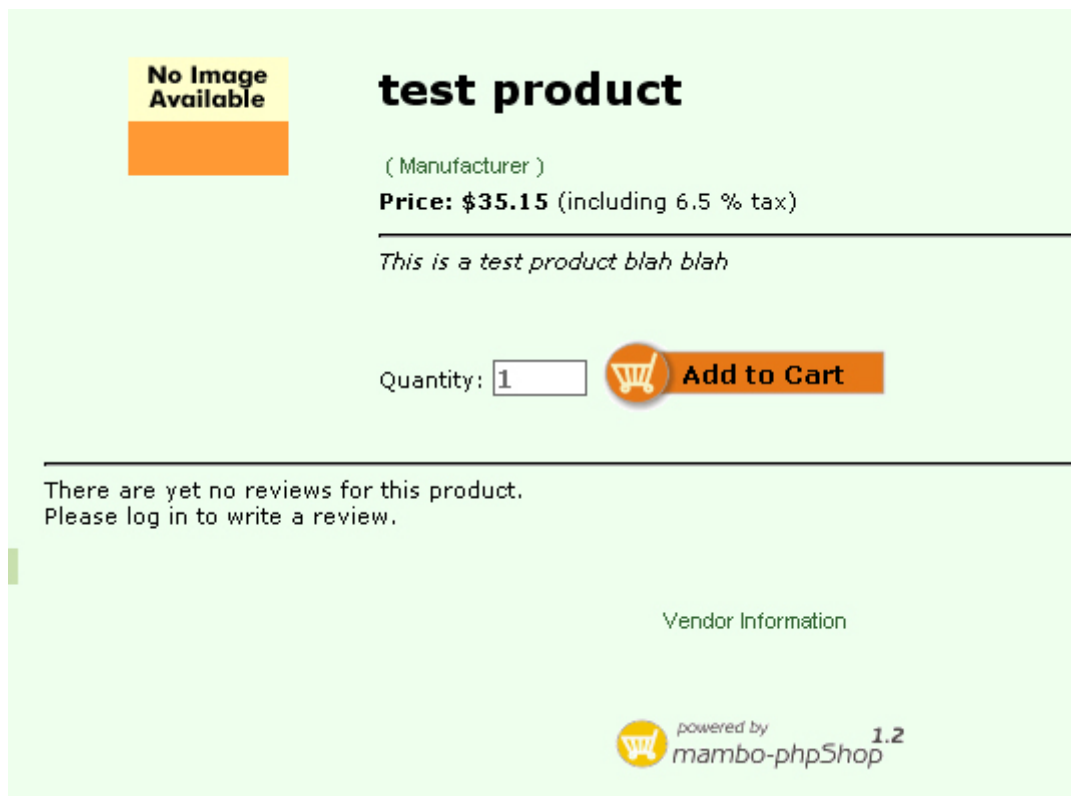 No Image
Available
test product
( Manufacturer )
Price: $35.15 (including 6.5 % tax)
This is a test product blah blah
Quantity: 1
Add to Cart
There are yet no reviews for this product.
Please log in to write a review.
Vendor Information
powered by
mambo-phpShop 1.2